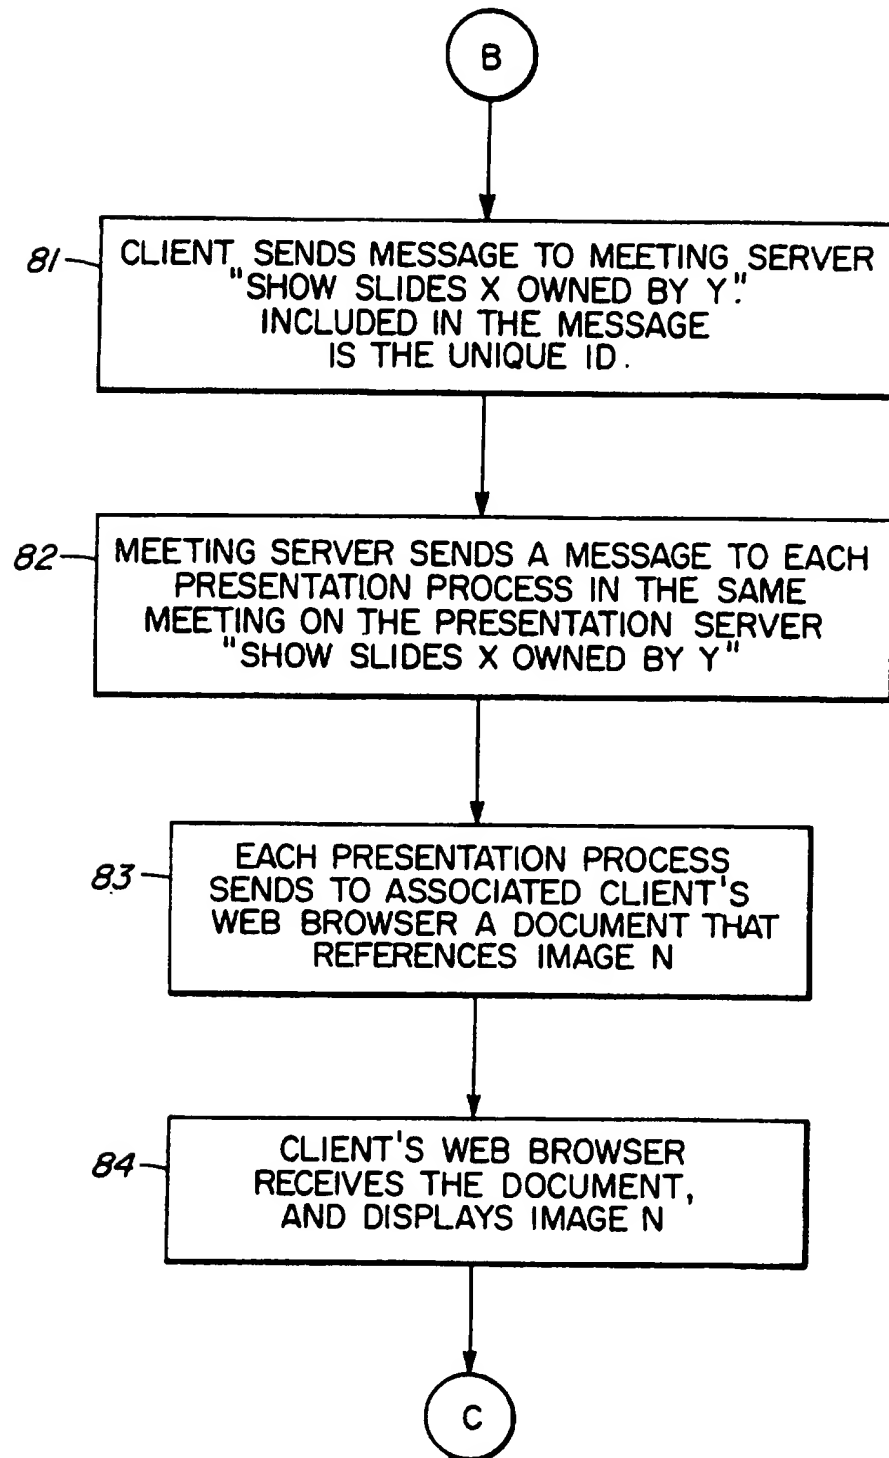 B
81
CLIENT SENDS MESSAGE TO MEETING SERVER
"SHOW SLIDES X OWNED BY Y".
INCLUDED IN THE MESSAGE
IS THE UNIQUE ID.
82
MEETING SERVER SENDS A MESSAGE TO EACH
PRESENTATION PROCESS IN THE SAME
MEETING ON THE PRESENTATION SERVER
"SHOW SLIDES X OWNED BY Y"
83
EACH PRESENTATION PROCESS
SENDS TO ASSOCIATED CLIENT'S
WEB BROWSER A DOCUMENT THAT
REFERENCES IMAGE N
84
CLIENT'S WEB BROWSER
RECEIVES THE DOCUMENT,
AND DISPLAYS IMAGE N
C